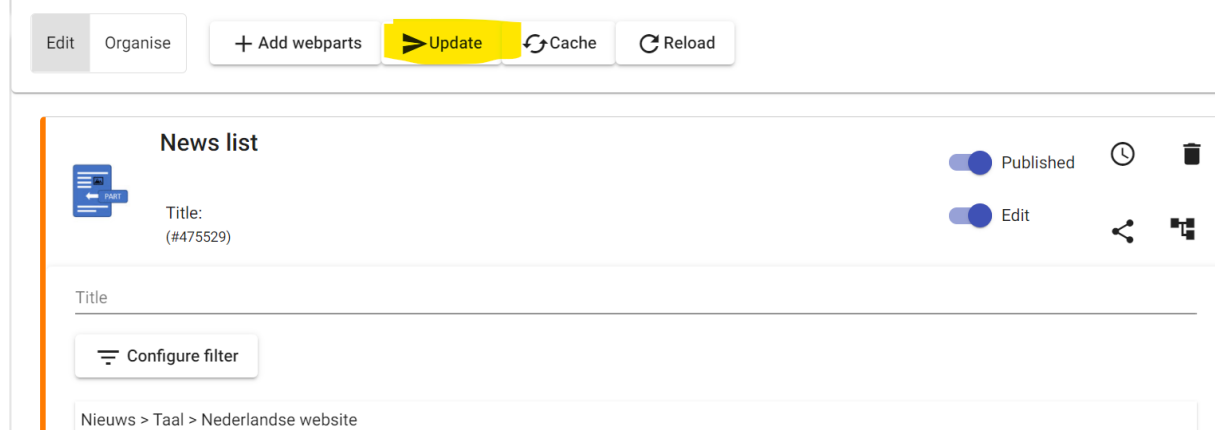 Edit Organise + Add webparts Update Cache Reload
News list
Published
PART
Title:
Edit
(#475529)
Title
Configure filter
Nieuws > Taal > Nederlandse website